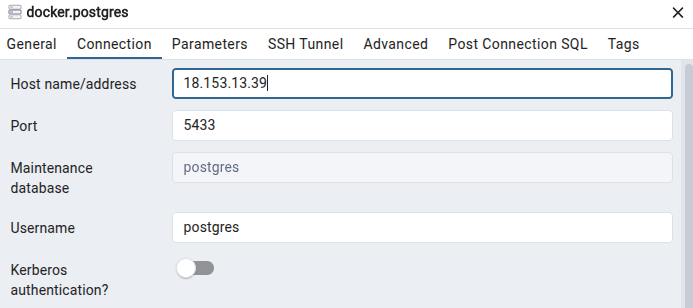 docker.postgres
General Connection Parameters SSH Tunnel Advanced Post Connection SQL Tags
Host name/address 18.153.13.39
Port 5433
Maintenance database postgres
Username postgres
Kerberos authentication?